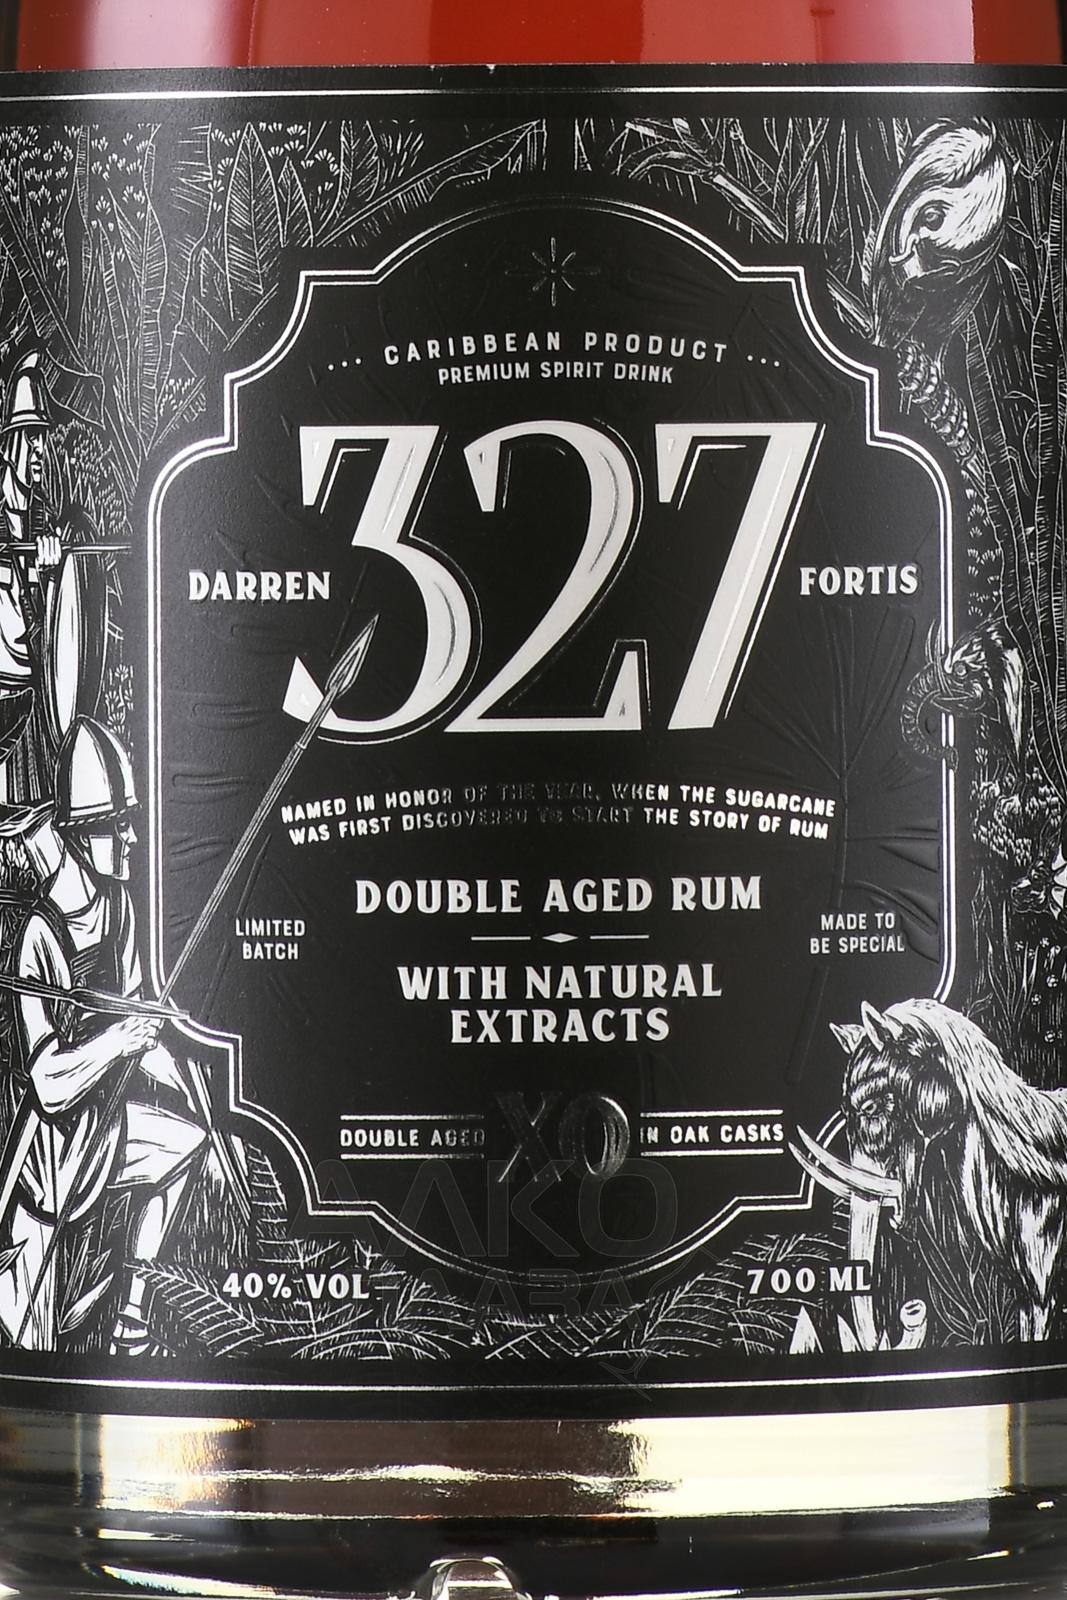 ... CARIBBEAN PRODUCT ...
PREMIUM SPIRIT DRINK
327
DARREN
FORTIS
NAMED IN HONOR OF THE YEAR, WHEN THE SUGARCANE
WAS FIRST DISCOVERED TO START THE STORY OF RUM
DOUBLE AGED RUM
LIMITED
BATCH
MADE TO
BE SPECIAL
WITH NATURAL
EXTRACTS
DOUBLE AGED XO IN OAK CASKS
40% VOL
700 ML